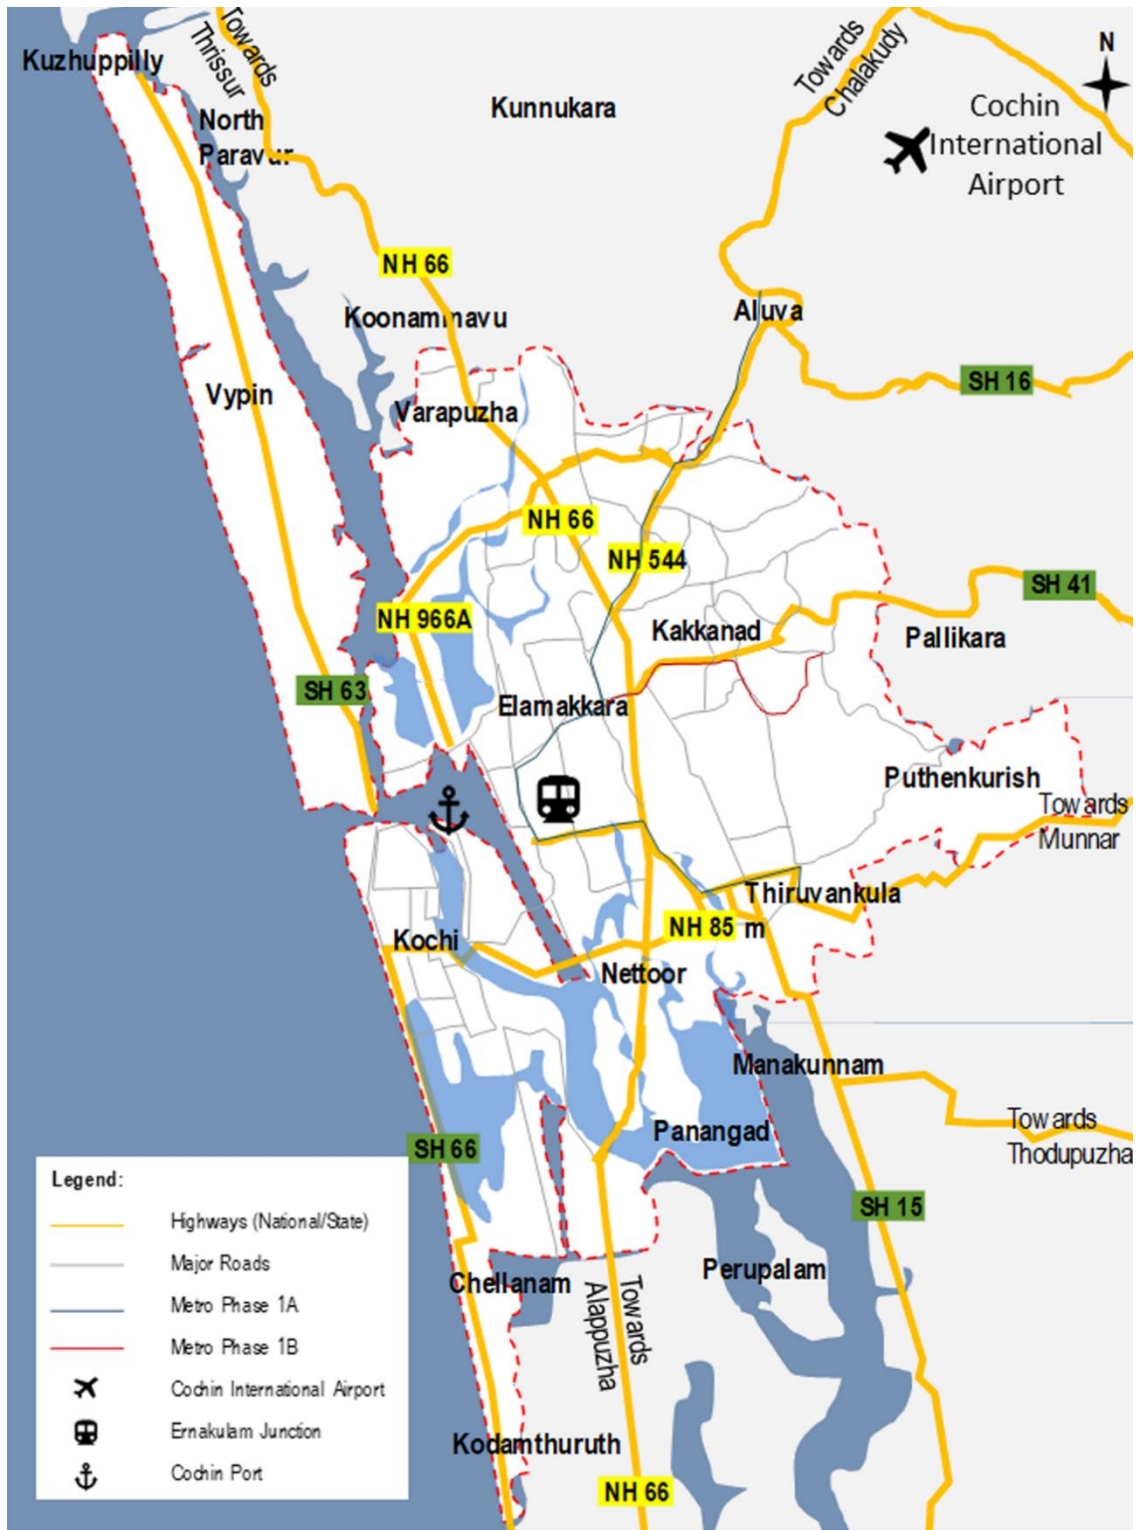 Kuzhuppilly
Towards
Thrissur
North
Paravur
Kunnukara
Towards
Chalakudy
N
Cochin
International
Airport
NH 66
Koonammavu
Aluva
SH 16
Vypin
Varapuzha
NH 66
NH 544
SH 41
NH 966A
Kakkanad
Pallikara
SH 63
Elamakkara
Puthenkurish
Towards
Munnar
Thiruvankula
m
NH 85
Kochi
Nettoor
Manakunnam
Panangad
Towards
Thodupuzha
SH 66
SH 15
Chellanam
Perupalam
Towards
Alappuzha
Kodamthuruth
NH 66
Legend:
Highways (National/State)
Major Roads
Metro Phase 1A
Metro Phase 1B
Cochin International Airport
Ernakulam Junction
Cochin Port